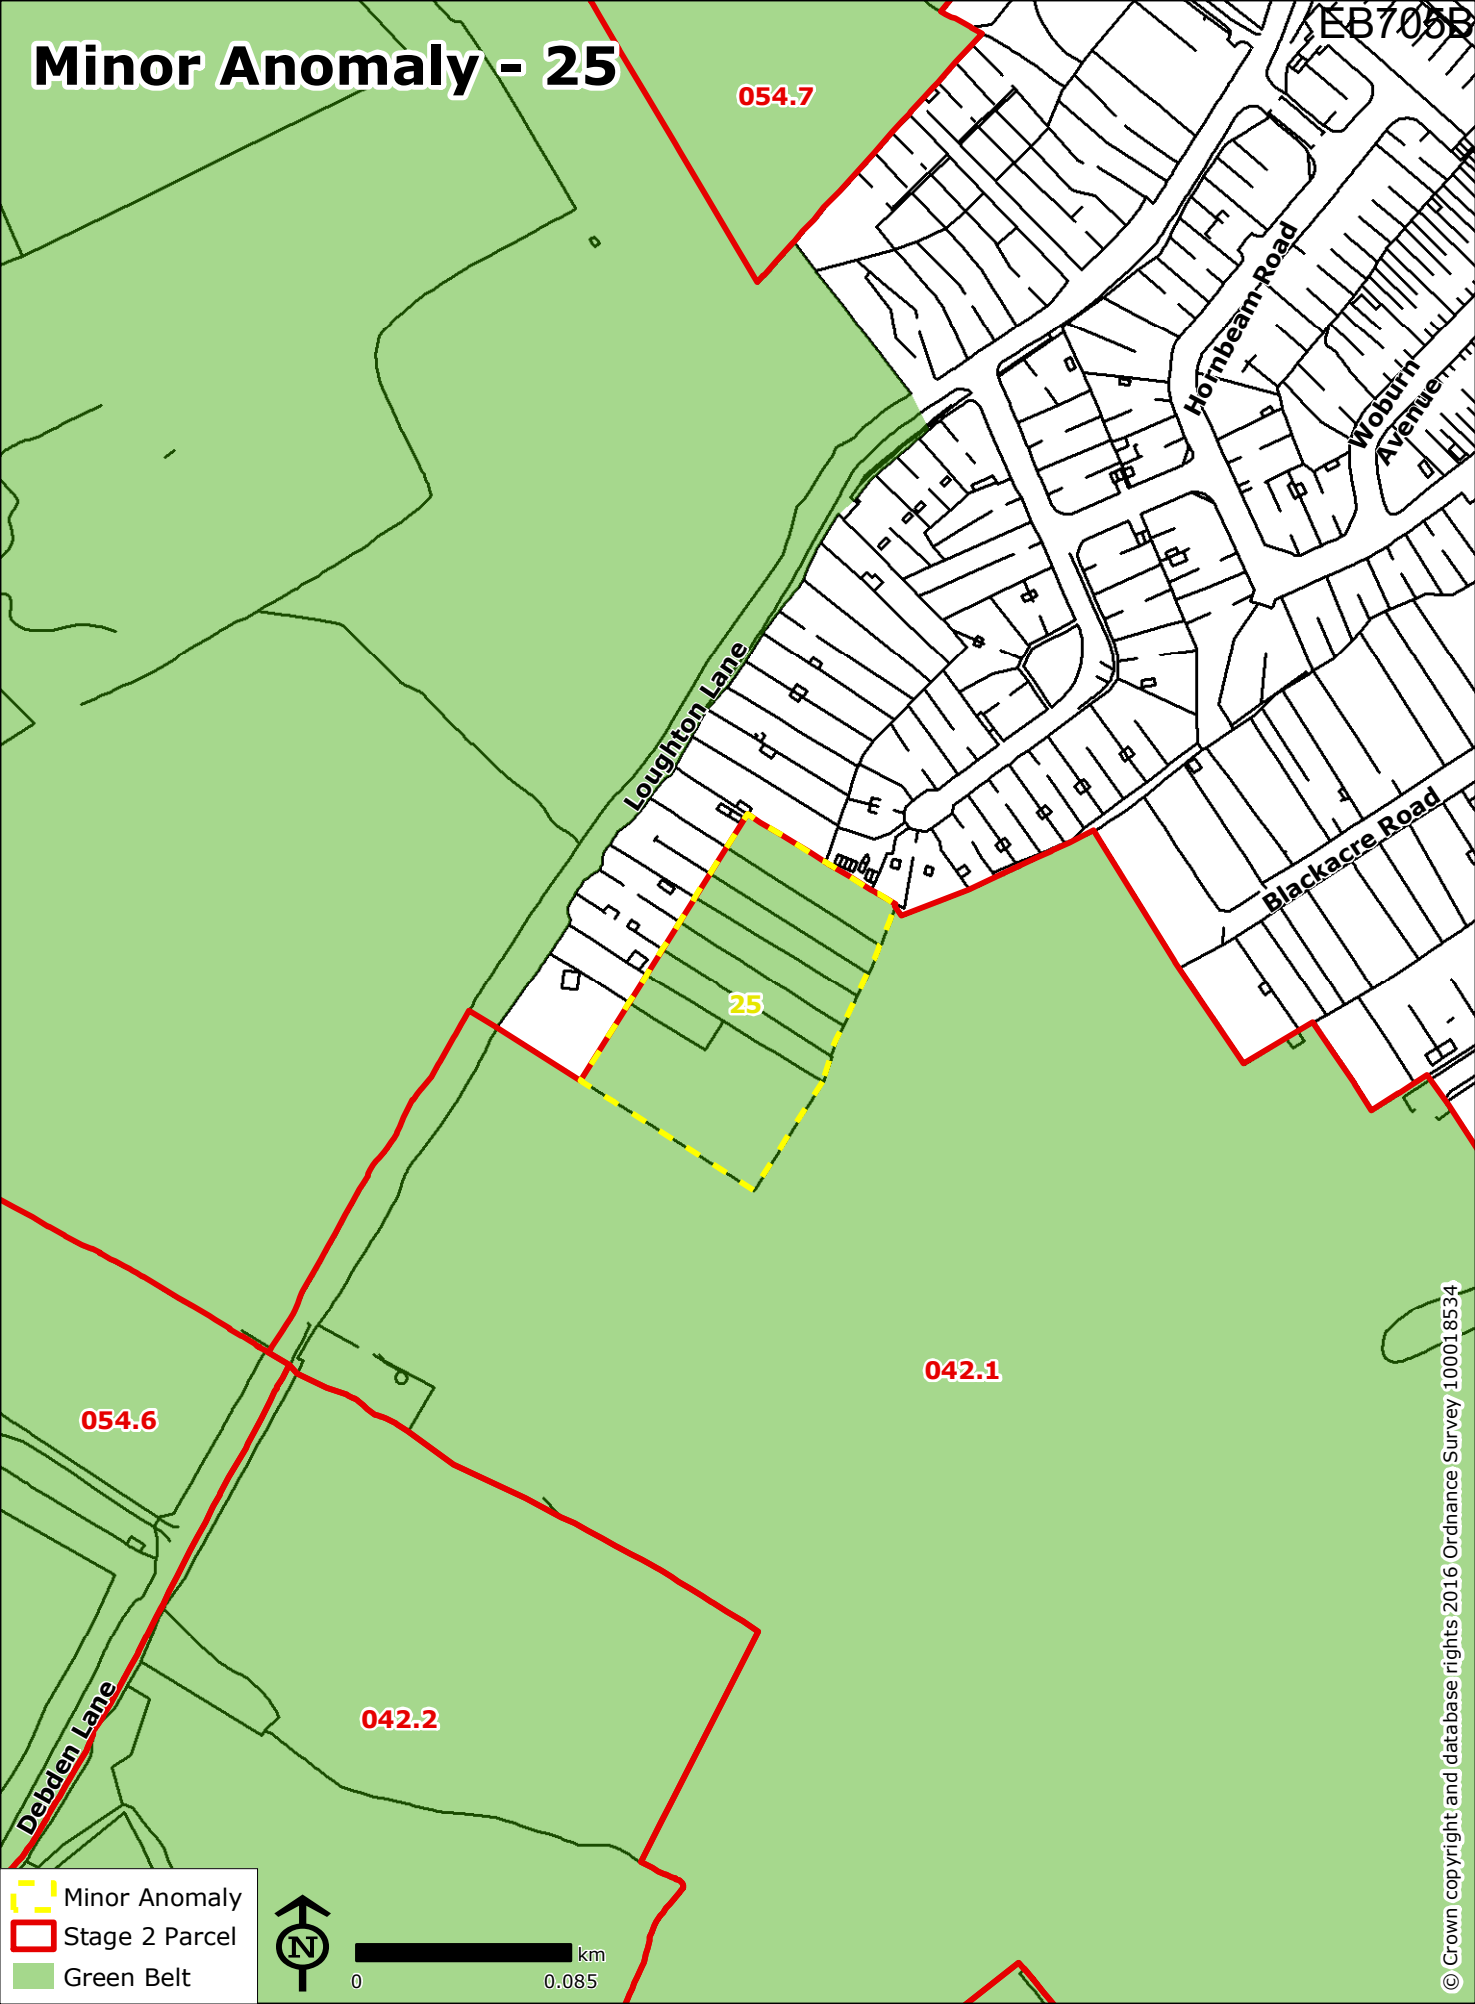 EB705B
Minor Anomaly - 25
054.7
Hornbeam-Road
Woburn
Avenue
Loughton Lane
Blackacre Road
25
042.1
054.6
042.2
Debden Lane
© Crown copyright and database rights 2016 Ordnance Survey 100018534
Minor Anomaly
Stage 2 Parcel
Green Belt
N
km
0
0.085